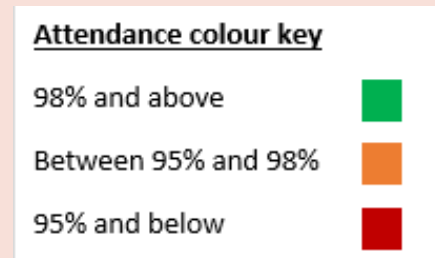 Attendance colour key
98% and above
Between 95% and 98%
95% and below